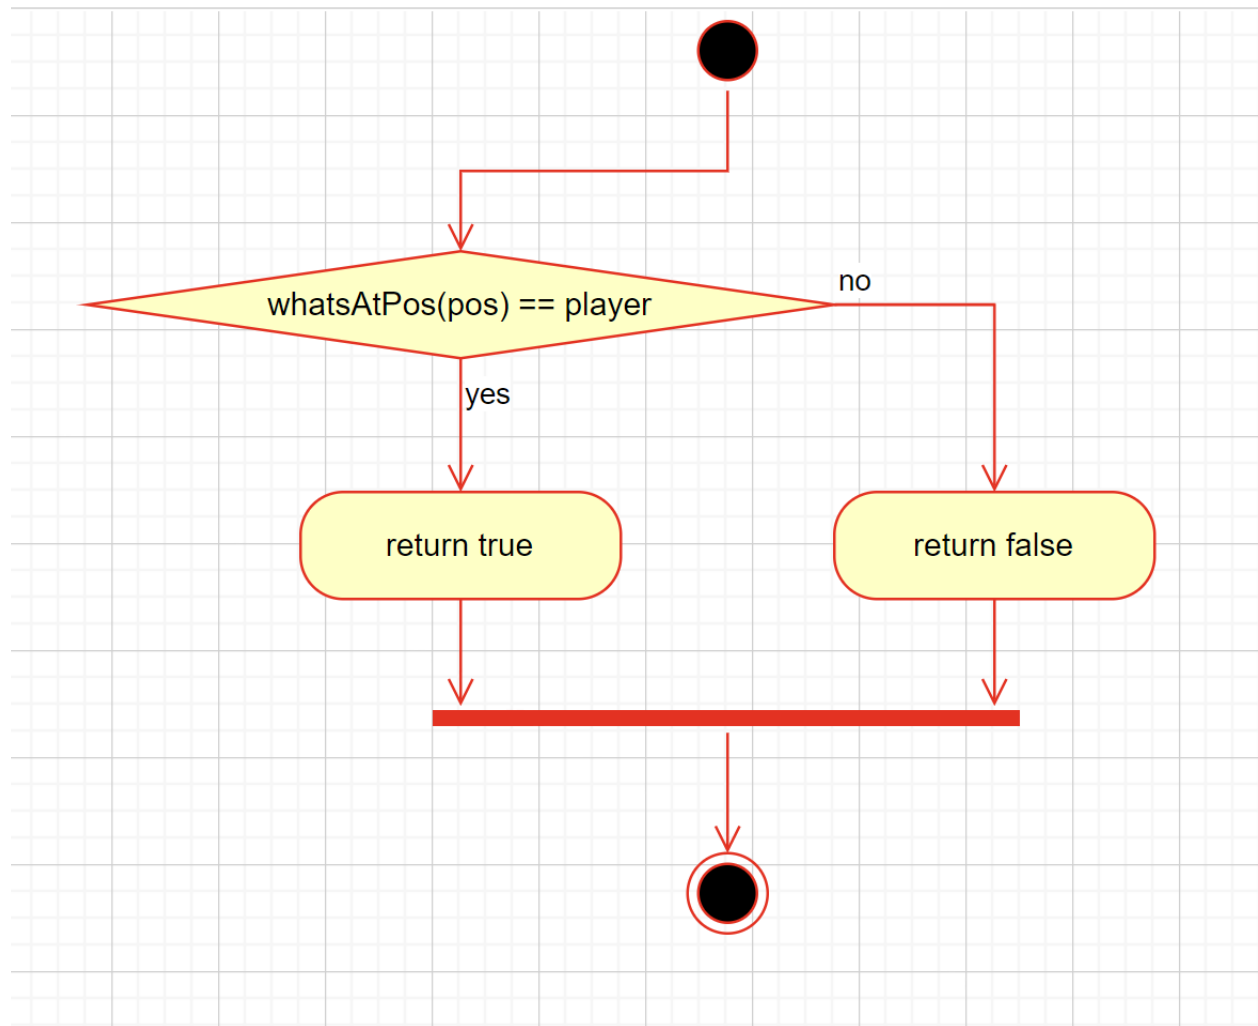 whatsAtPos(pos) == player
no
yes
return true
return false